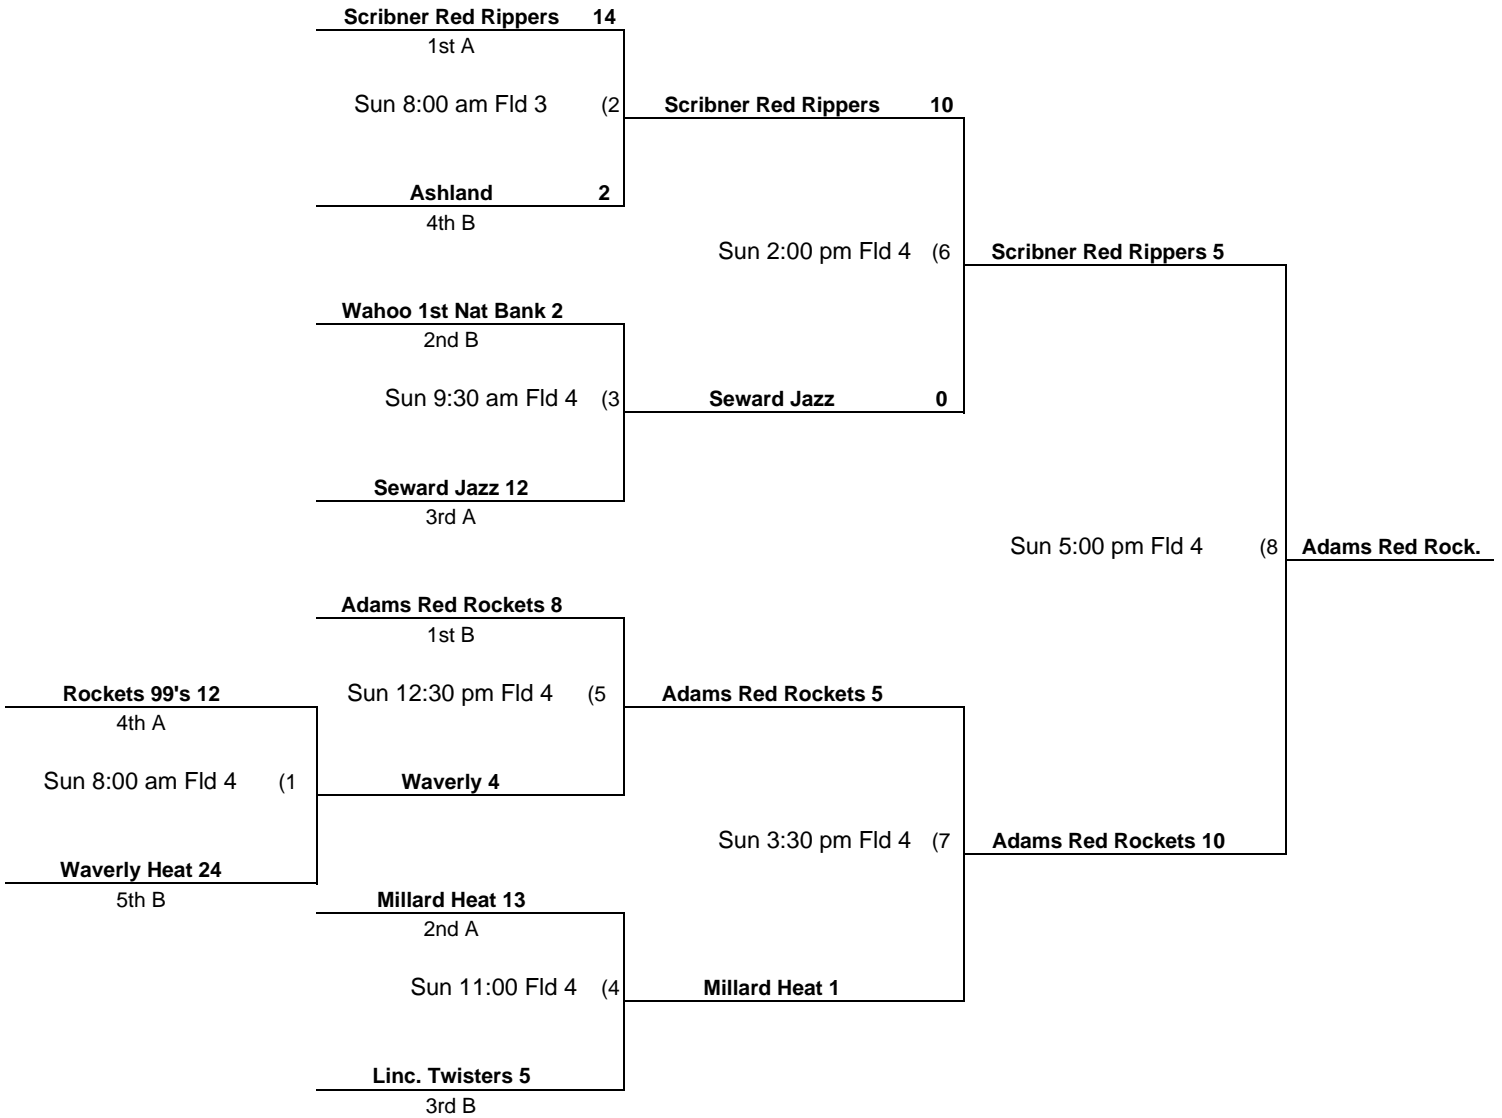 Scribner Red Rippers 14
1st A
Sun 8:00 am Fld 3 (2
Scribner Red Rippers 10
Ashland 2
4th B
Sun 2:00 pm Fld 4 (6
Scribner Red Rippers 5
Wahoo 1st Nat Bank 2
2nd B
Sun 9:30 am Fld 4 (3
Seward Jazz 0
Seward Jazz 12
3rd A
Sun 5:00 pm Fld 4 (8
Adams Red Rock.
Adams Red Rockets 8
1st B
Rockets 99's 12
Sun 12:30 pm Fld 4 (5
Adams Red Rockets 5
4th A
Sun 8:00 am Fld 4 (1
Waverly 4
Sun 3:30 pm Fld 4 (7
Adams Red Rockets 10
Waverly Heat 24
5th B
Millard Heat 13
2nd A
Sun 11:00 Fld 4 (4
Millard Heat 1
Linc. Twisters 5
3rd B